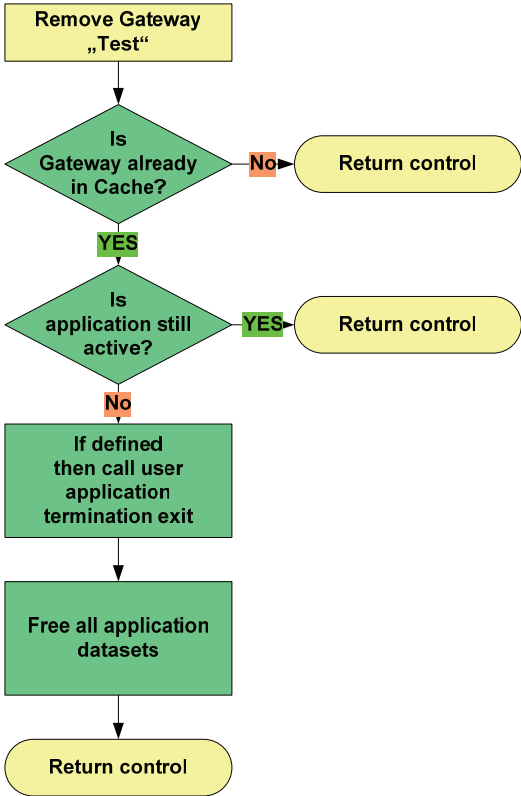 Remove Gateway
„Test“
Is
Gateway already
in Cache?
No
Return control
YES
Is
application still
active?
YES
Return control
No
If defined
then call user
application
termination exit
Free all application
datasets
Return control